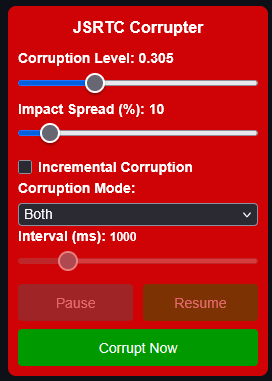 JSRTC Corrupter
Corruption Level: 0.305
Impact Spread (%): 10
Incremental Corruption
Corruption Mode:
Both
Interval (ms): 1000
Pause Resume
Corrupt Now